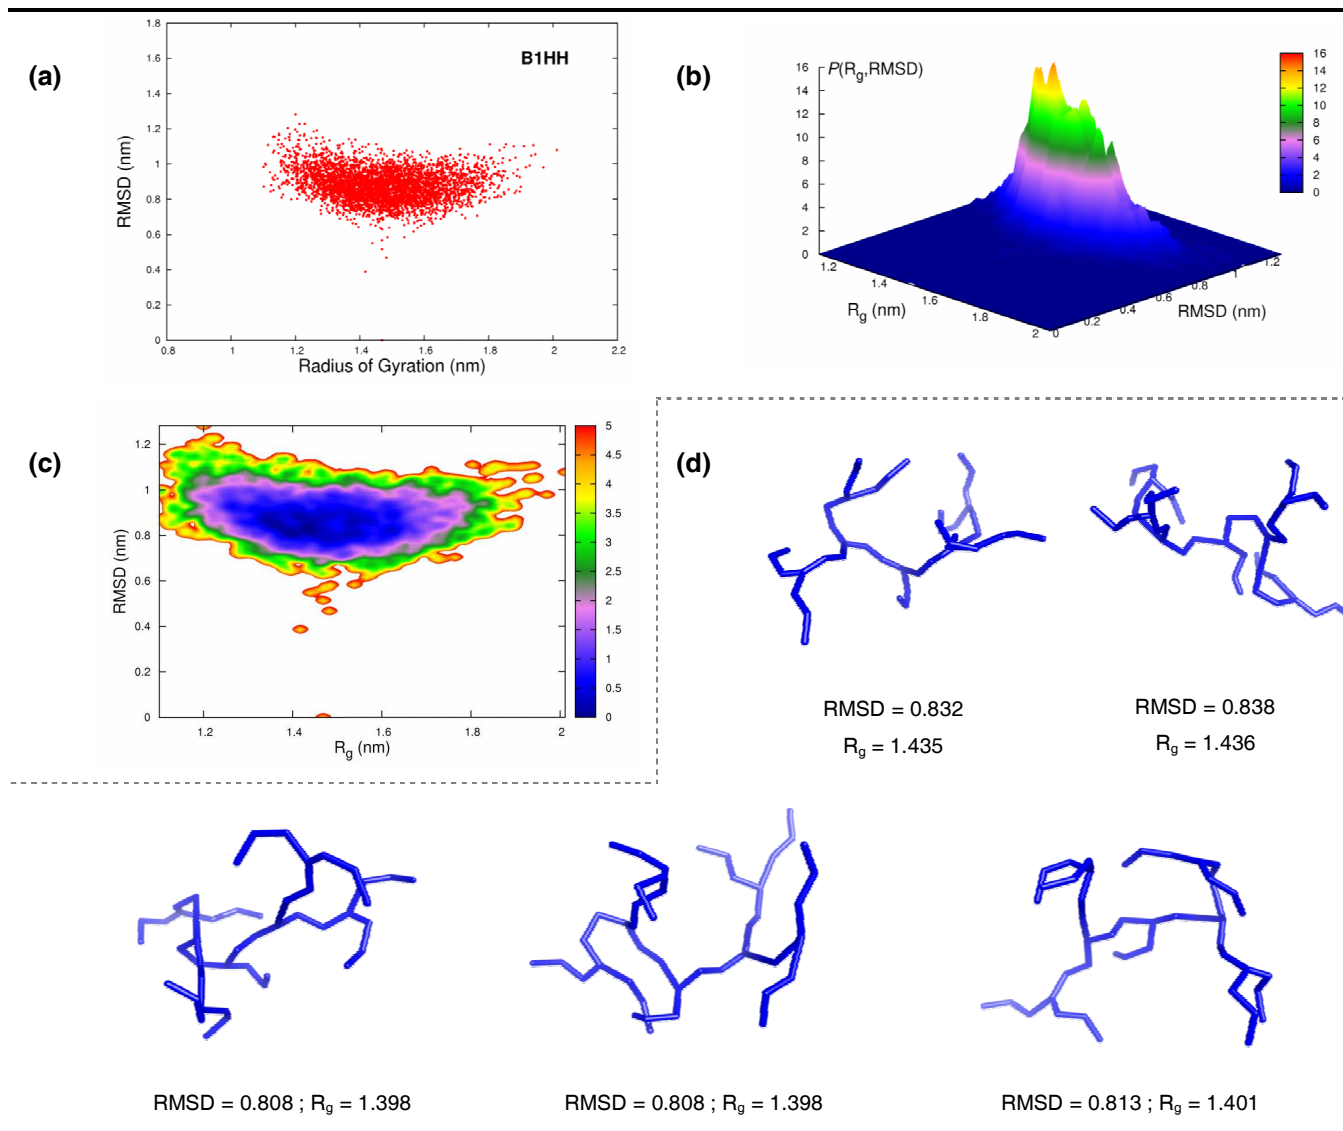 (a)
B1HH
1.8
1.6
1.4
1.2
1
0.8
0.6
0.4
0.2
0
RMSD (nm)
0.8 1 1.2 1.4 1.6 1.8 2 2.2
Radius of Gyration (nm)
(b)
P(Rg,RMSD)
16
14
12
10
8
6
4
2
0
1.2
1.4
1.6
1.8
2
Rg (nm)
0
0.2
0.4
0.6
0.8
1
1.2
RMSD (nm)
16
14
12
10
8
6
4
2
0
(c)
1.2
1
0.8
0.6
0.4
0.2
0
RMSD (nm)
1.2 1.4 1.6 1.8 2
Rg (nm)
5
4.5
4
3.5
3
2.5
2
1.5
1
0.5
0
(d)
RMSD = 0.832
Rg = 1.435
RMSD = 0.838
Rg = 1.436
RMSD = 0.808 ; Rg = 1.398
RMSD = 0.808 ; Rg = 1.398
RMSD = 0.813 ; Rg = 1.401